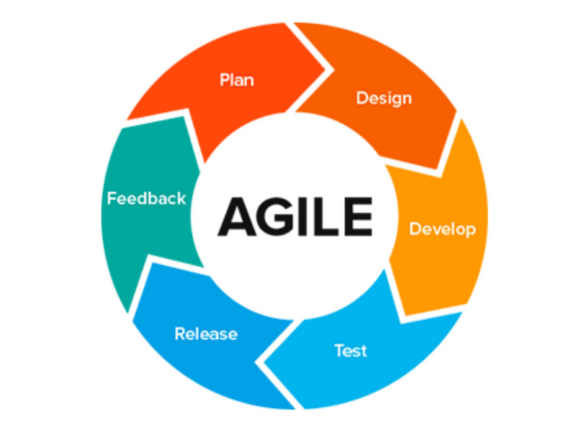 Plan
Design
Develop
Test
Release
Feedback
AGILE